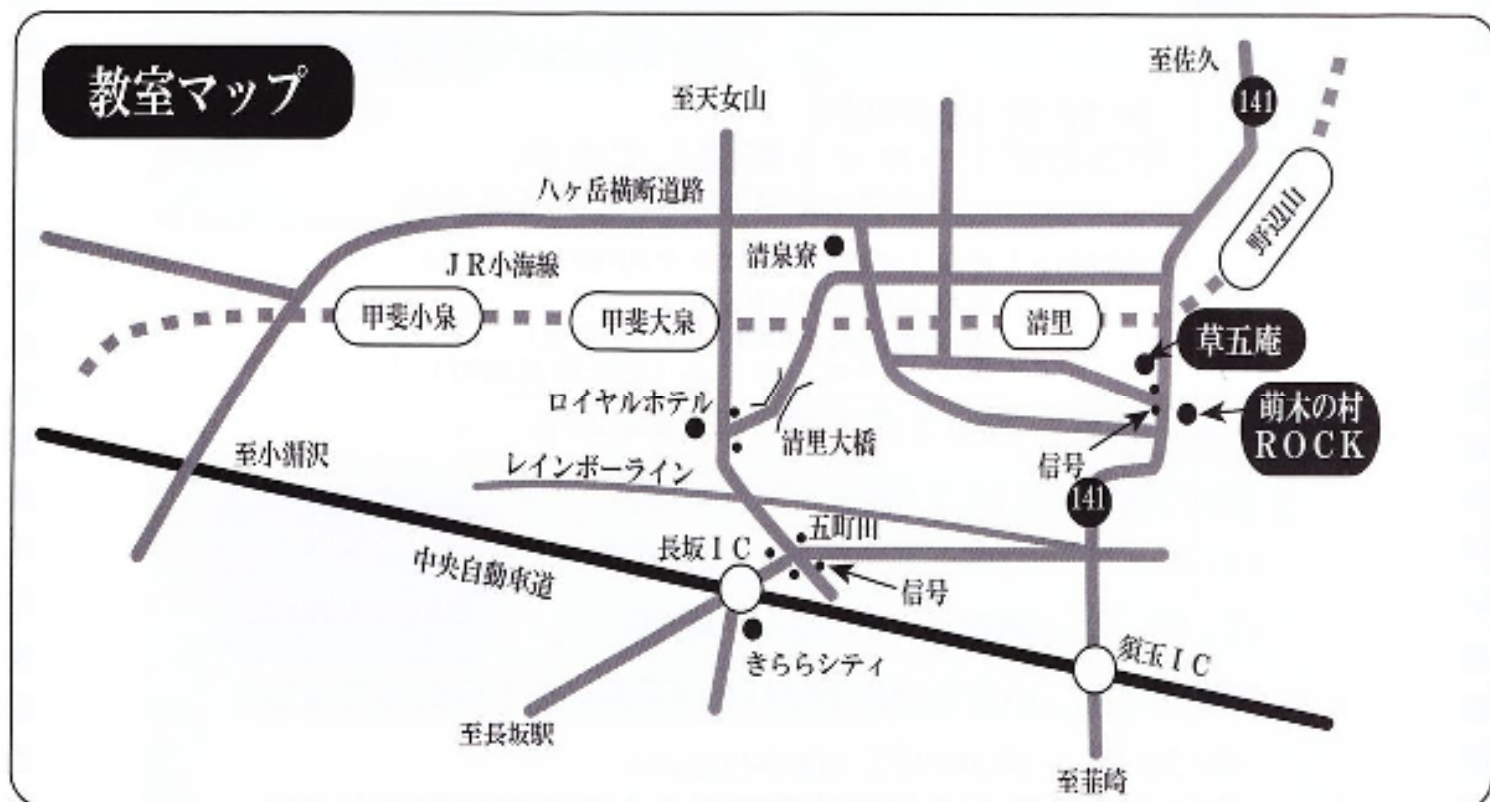 教室マップ
至佐久
141
至天女山
野辺山
八ヶ岳横断道路
清泉寮
JR小海線
甲斐小泉
甲斐大泉
清里
草五庵
萌木の村
ROCK
ロイヤルホテル
清里大橋
信号
至小淵沢
レインボーライン
141
五町田
長坂IC
中央自動車道
信号
きららシティ
須玉IC
至長坂駅
至韮崎